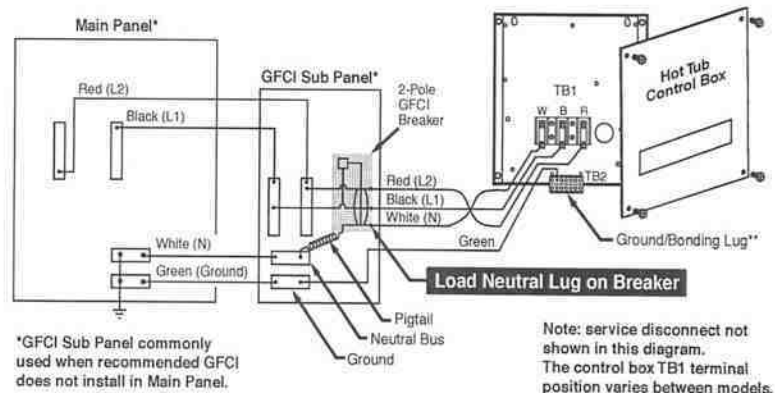 Main Panel*
Red (L2)
Black (L1)
White (N)
Green (Ground)
GFCI Sub Panel*
2-Pole
GFCI
Breaker
Red (L2)
Black (L1)
White (N)
Green
TB1
W B R
TB2
Hot Tub
Control Box
Ground/Bonding Lug**
Load Neutral Lug on Breaker
Pigtail
Neutral Bus
Ground
*GFCI Sub Panel commonly
used when recommended GFCI
does not install in Main Panel.
Note: service disconnect not
shown in this diagram.
The control box TB1 terminal
position varies between models.